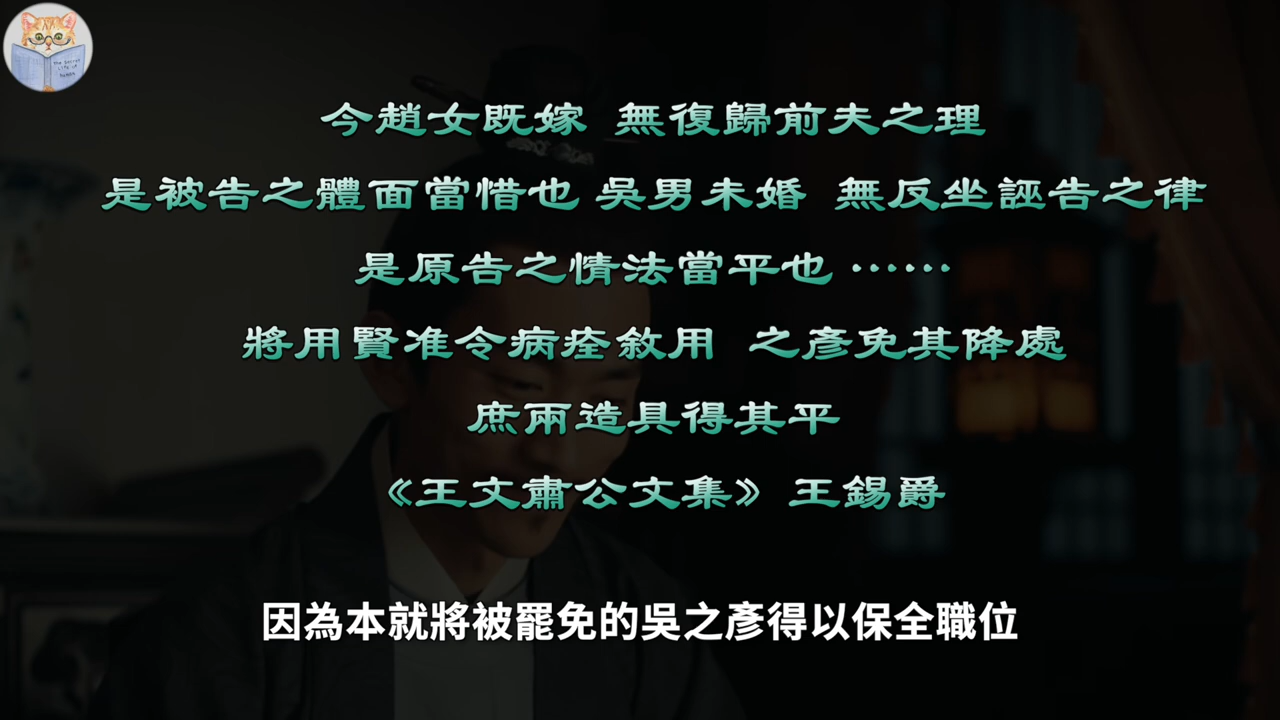 今趙女既嫁 無復歸前夫之理
是被告之體面當惜也 吳男未婚 無反坐誣告之律
是原告之情法當平也 ……
將用賢准令病痊敘用 之彥免其降處
庶兩造具得其平
《王文肅公文集》 王錫爵
因為本就將被罷免的吳之彥得以保全職位